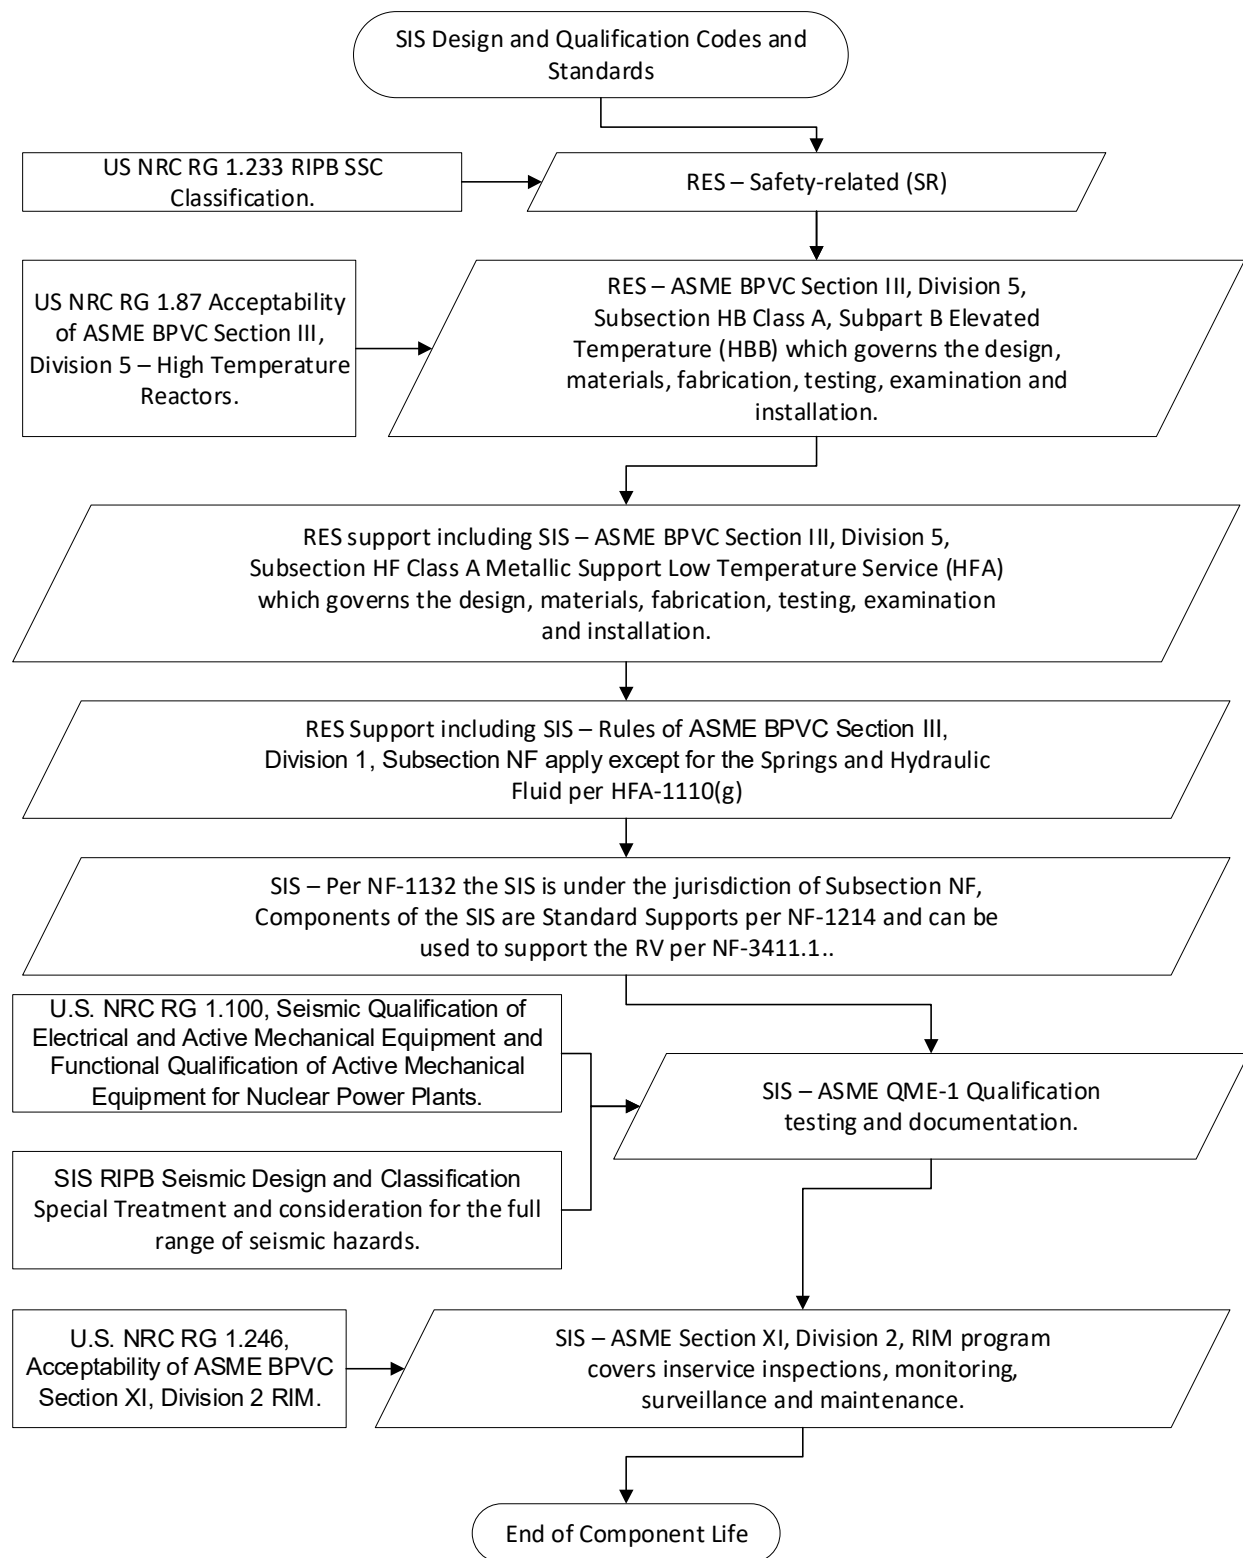 SIS Design and Qualification Codes and
Standards
US NRC RG 1.233 RIPB SSC
Classification.
RES – Safety-related (SR)
US NRC RG 1.87 Acceptability
of ASME BPVC Section III,
Division 5 – High Temperature
Reactors.
RES – ASME BPVC Section III, Division 5,
Subsection HB Class A, Subpart B Elevated
Temperature (HBB) which governs the design,
materials, fabrication, testing, examination and
installation.
RES support including SIS – ASME BPVC Section III, Division 5,
Subsection HF Class A Metallic Support Low Temperature Service (HFA)
which governs the design, materials, fabrication, testing, examination
and installation.
RES Support including SIS – Rules of ASME BPVC Section III,
Division 1, Subsection NF apply except for the Springs and Hydraulic
Fluid per HFA-1110(g)
SIS – Per NF-1132 the SIS is under the jurisdiction of Subsection NF,
Components of the SIS are Standard Supports per NF-1214 and can be
used to support the RV per NF-3411.1..
U.S. NRC RG 1.100, Seismic Qualification of
Electrical and Active Mechanical Equipment and
Functional Qualification of Active Mechanical
Equipment for Nuclear Power Plants.
SIS – ASME QME-1 Qualification
testing and documentation.
SIS RIPB Seismic Design and Classification
Special Treatment and consideration for the full
range of seismic hazards.
U.S. NRC RG 1.246,
Acceptability of ASME BPVC
Section XI, Division 2 RIM.
SIS – ASME Section XI, Division 2, RIM program
covers inservice inspections, monitoring,
surveillance and maintenance.
End of Component Life